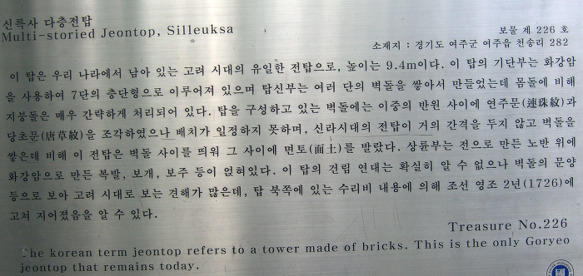 신륵사 다층전탑
Multi-storied Jeontop, Silleuksa
보물 제 226 호
소재지 : 경기도 여주군 여주읍 천송리 282
이 탑은 우리 나라에서 남아 있는 고려 시대의 유일한 전탑으로, 높이는 9.4m이다. 이 탑의 기단부는 화강암
을 사용하여 7단의 층단형으로 이루어져 있으며 탑신부는 여러 단의 벽돌을 쌓아서 만들었는데 몸돌에 비해
지붕돌은 매우 간략하게 처리되어 있다. 탑을 구성하고 있는 벽돌에는 이중의 반원 사이에 연주문(連珠紋)과
당초문(唐草紋)을 조각하였으나 배치가 일정하지 못하며, 신라시대의 전탑이 거의 간격을 두지 않고 벽돌을
쌓은데 비해 이 전탑은 벽돌 사이를 띄워 그 사이에 면토(面土)를 발랐다. 상륜부는 전으로 만든 노반 위에
화강암으로 만든 복발, 보개, 보주 등이 얹혀있다. 이 탑의 건립 연대는 확실히 알 수 없으나 벽돌의 문양
등으로 보아 고려 시대로 보는 견해가 많은데, 탑 북쪽에 있는 수리비 내용에 의해 조선 영조 2년(1726)에
고쳐 지어졌음을 알 수 있다.
Treasure No.226
The korean term jeontop refers to a tower made of bricks. This is the only Goryeo
jeontop that remains today.